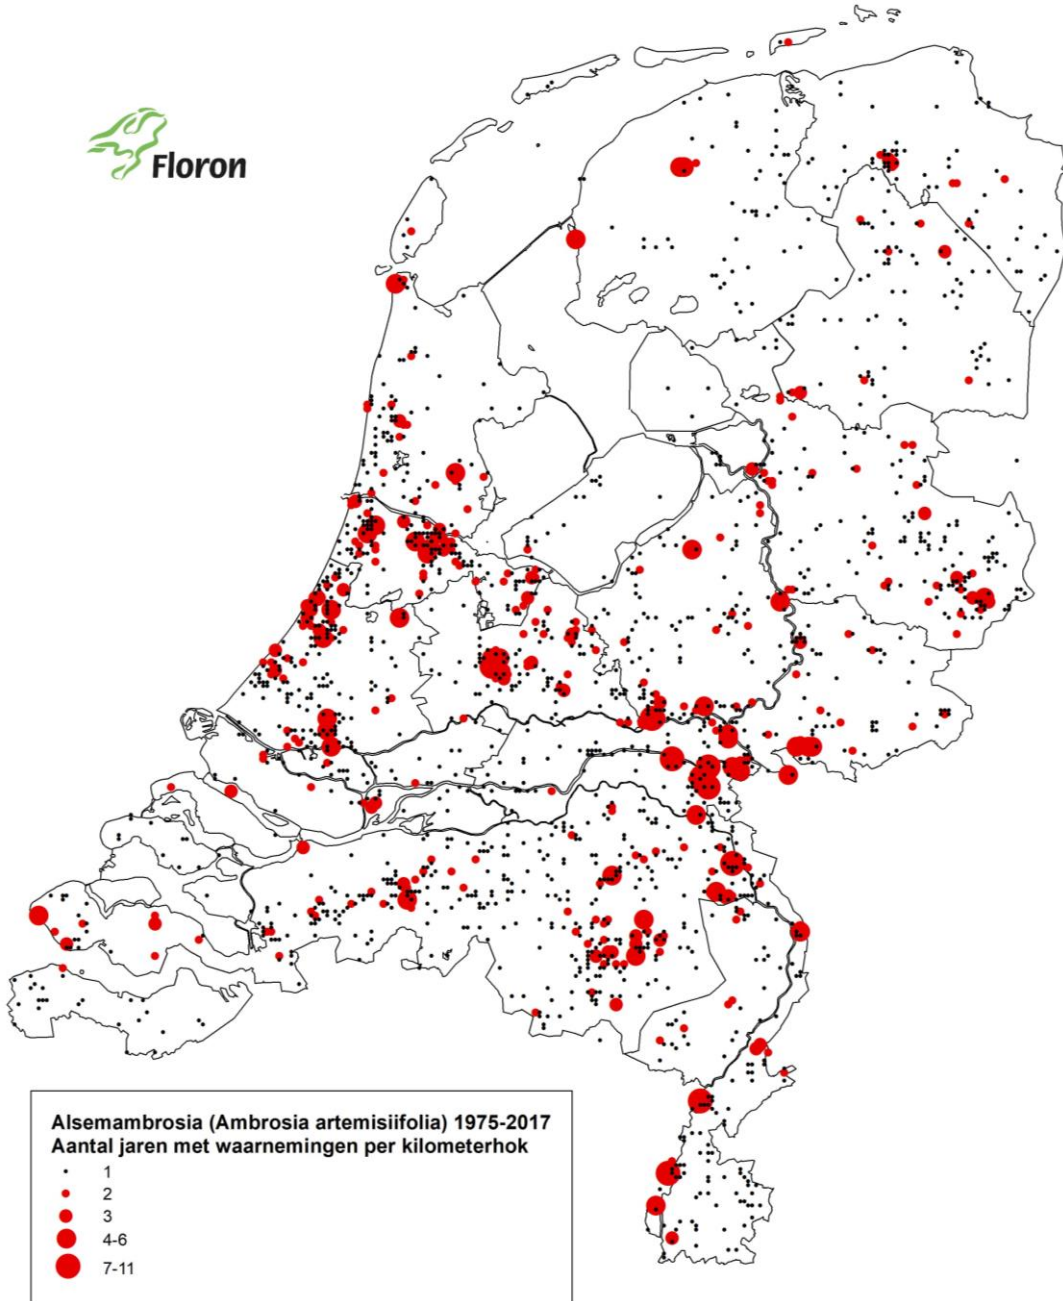 Floron
Alsemambrosia (Ambrosia artemisiifolia) 1975-2017
Aantal jaren met waarnemingen per kilometerhok
1
2
3
4-6
7-11